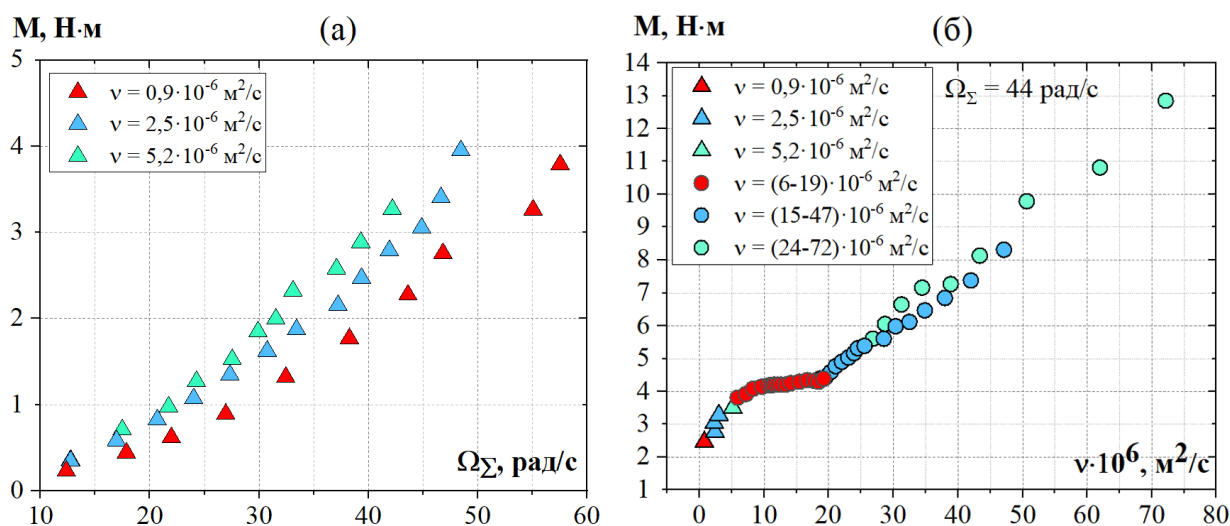 М, Н·м
(а)
5
4
3
2
1
0
ν = 0,9·10⁻⁶ м²/с
ν = 2,5·10⁻⁶ м²/с
ν = 5,2·10⁻⁶ м²/с
Ω_Σ, рад/с
10 20 30 40 50 60
М, Н·м
(б)
14
13
12
11
10
9
8
7
6
5
4
3
2
1
ν = 0,9·10⁻⁶ м²/с
ν = 2,5·10⁻⁶ м²/с
ν = 5,2·10⁻⁶ м²/с
ν = (6-19)·10⁻⁶ м²/с
ν = (15-47)·10⁻⁶ м²/с
ν = (24-72)·10⁻⁶ м²/с
Ω_Σ = 44 рад/с
ν·10⁶, м²/с
0 10 20 30 40 50 60 70 80